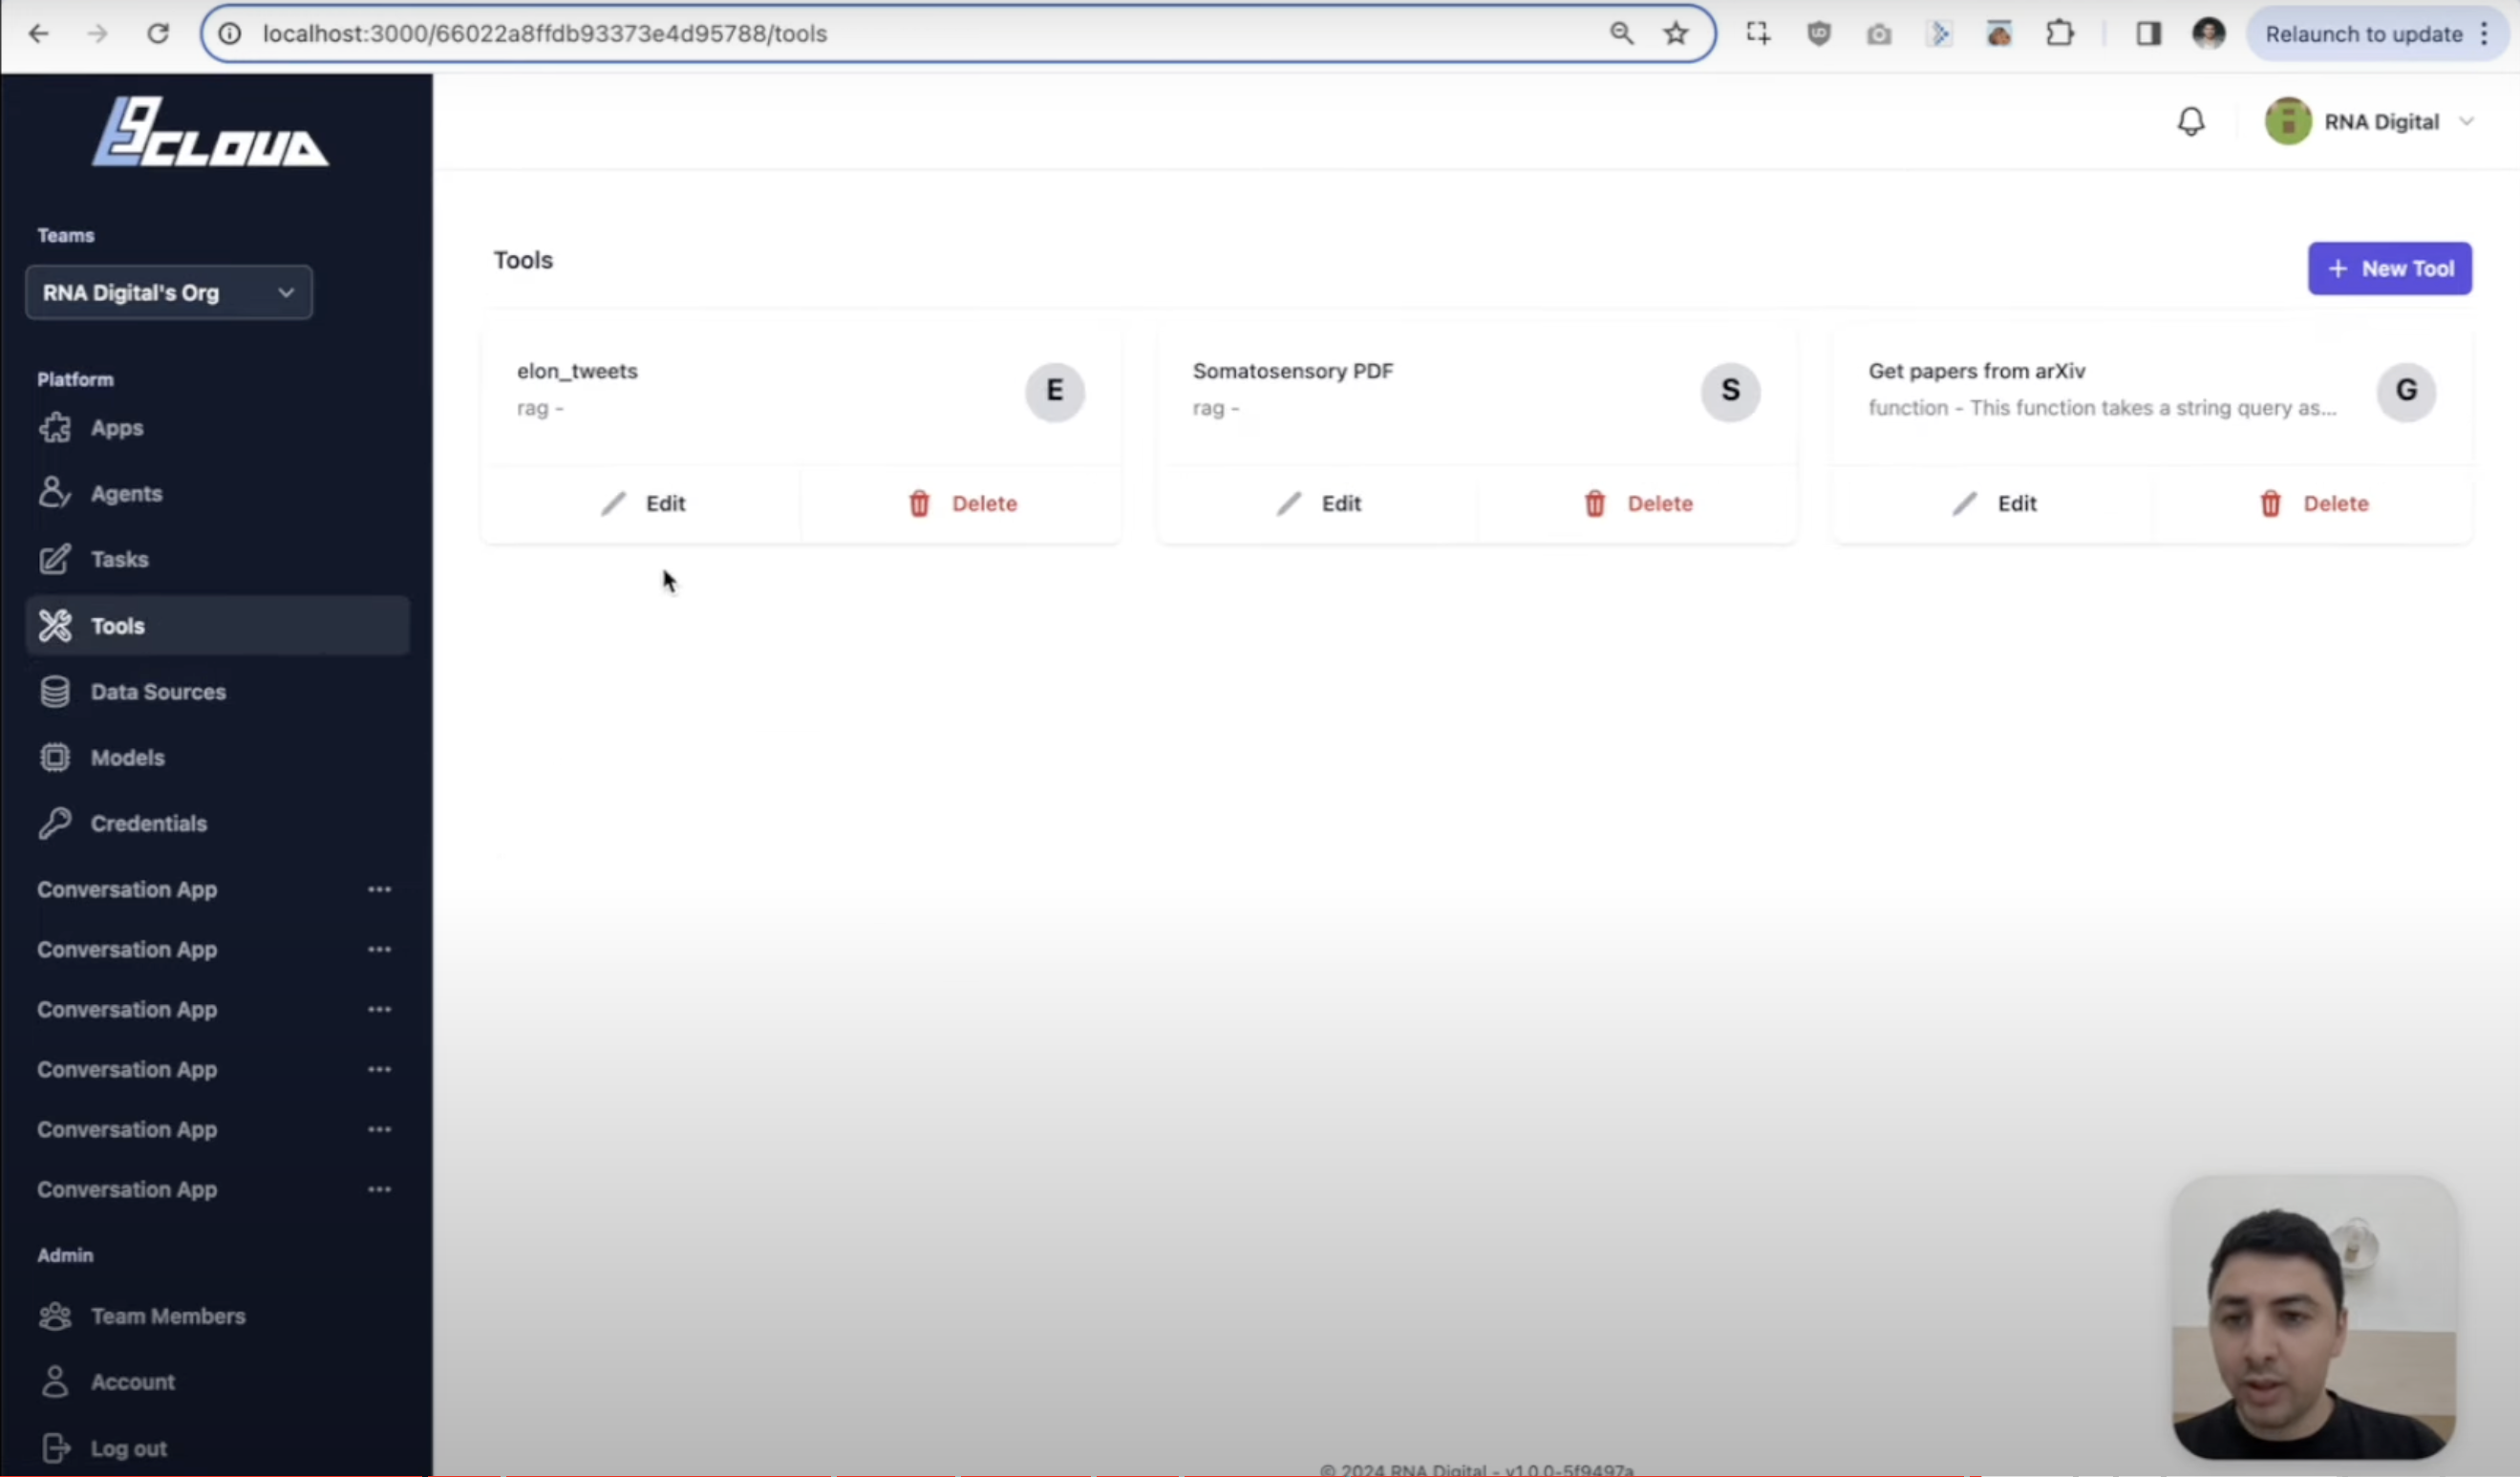 localhost:3000/66022a8ffdb93373e4d95788/tools
Relaunch to update
CLOUD
RNA Digital
Teams
RNA Digital's Org
Platform
Apps
Agents
Tasks
Tools
Data Sources
Models
Credentials
Conversation App
Conversation App
Conversation App
Conversation App
Conversation App
Conversation App
Admin
Team Members
Account
Log out
Tools
+ New Tool
elon_tweets
rag -
E
Edit
Delete
Somatosensory PDF
rag -
S
Edit
Delete
Get papers from arXiv
function - This function takes a string query as...
G
Edit
Delete
© 2024 RNA Digital - v1.0.0-5f9497a